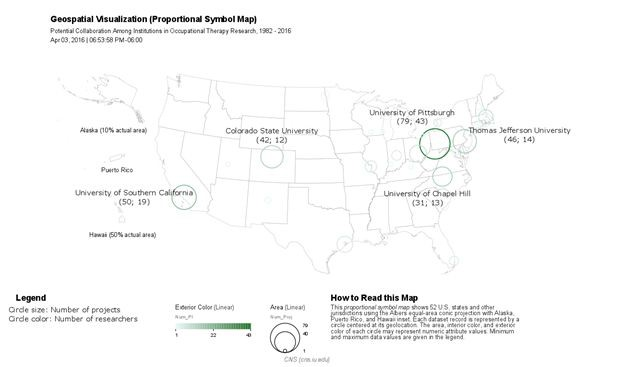 Geospatial Visualization (Proportional Symbol Map)
Potential Collaboration Among Institutions in Occupational Therapy Research, 1982 - 2016
Apr 03, 2016 | 06:53:58 PM-06:00
University of Pittsburgh
(79; 43)
Alaska (10% actual area)
Colorado State University
(42; 12)
Thomas Jefferson University
(46; 14)
Puerto Rico
University of Southern California
(50; 19)
University of Chapel Hill
(31; 13)
Hawaii (50% actual area)
Legend
Circle size: Number of projects
Circle color: Number of researchers
Exterior Color (Linear)
Num_PI
1 22 43
Area (Linear)
Num_Proj
79
40
1
How to Read this Map
This proportional symbol map shows 52 U.S. states and other
jurisdictions using the Albers equal-area conic projection with Alaska,
Puerto Rico, and Hawaii inset. Each dataset record is represented by a
circle centered at its geolocation. The area, interior color, and exterior
color of each circle may represent numeric attribute values. Minimum
and maximum data values are given in the legend.
CNS (cns.iu.edu)